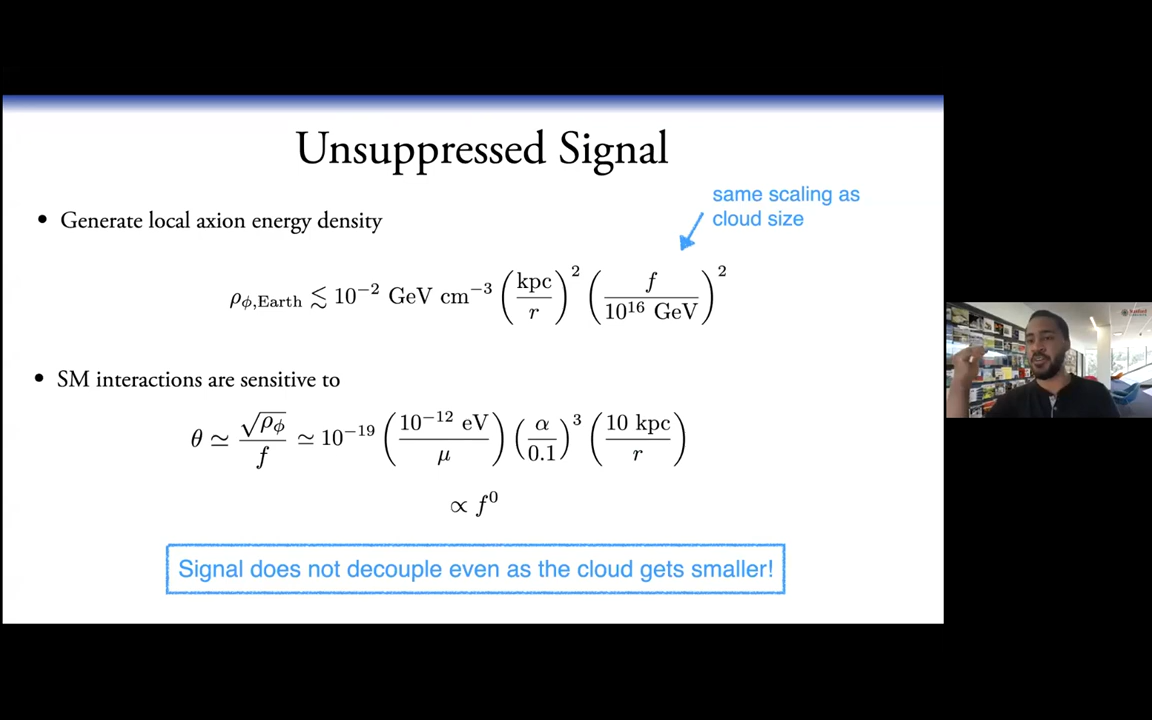 Unsuppressed Signal
same scaling as
cloud size
• Generate local axion energy density
ρ_{ϕ,Earth} ≲ 10^{−2} GeV cm^{−3} (kpc/r)^2 (f/10^{16} GeV)^2
• SM interactions are sensitive to
θ ≃ √ρ_ϕ/f ≃ 10^{−19} (10^{−12} eV/μ) (α/0.1)^3 (10 kpc/r)
∝ f^0
Signal does not decouple even as the cloud gets smaller!